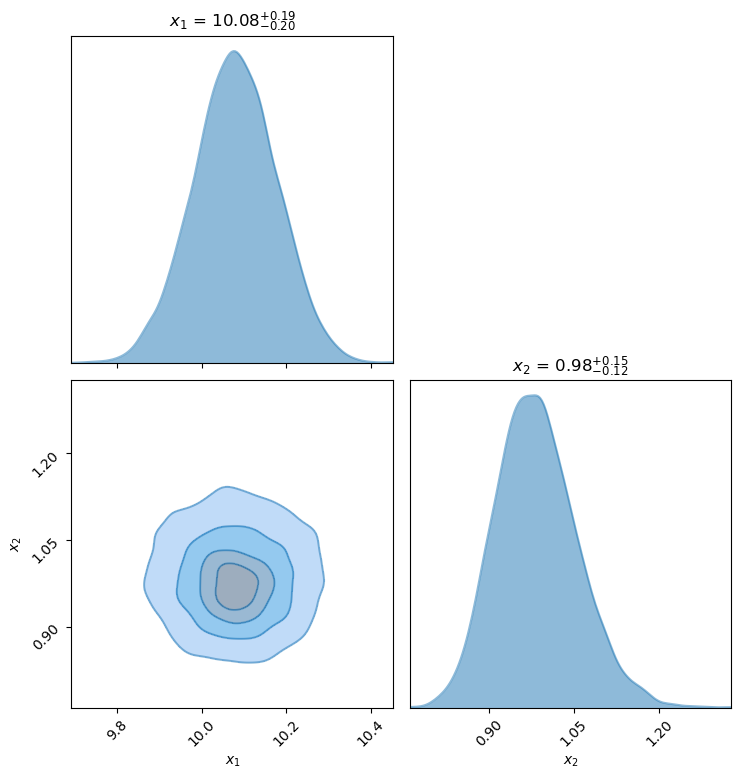 x₁ = 10.08⁺⁰·¹⁹₋₀.₂₀
x₂ = 0.98⁺⁰·¹⁵₋₀.₁₂
1.20
1.05
0.90
x₂
9.8 10.0 10.2 10.4
x₁
0.90 1.05 1.20
x₂